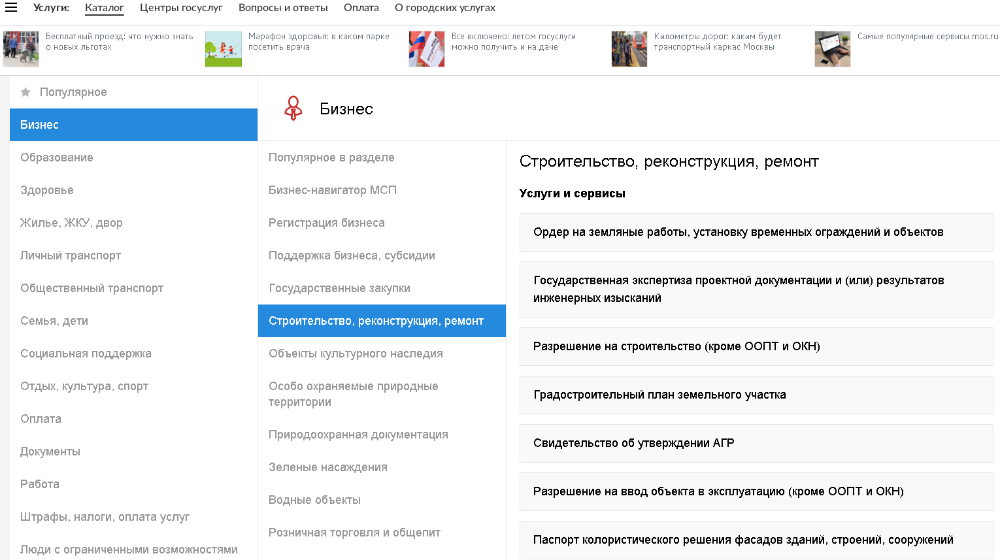 Услуги: Каталог Центры госуслуг Вопросы и ответы Оплата О городских услугах
Бесплатный проезд: что нужно знать
о новых льготах
Марафон здоровья: в каком парке
посетить врача
Все включено: летом госуслуги
можно получить и на даче
Километры дорог: каким будет
транспортный каркас Москвы
Самые популярные сервисы mos.ru
Популярное
Бизнес
Образование
Здоровье
Жилье, ЖКУ, двор
Личный транспорт
Общественный транспорт
Семья, дети
Социальная поддержка
Отдых, культура, спорт
Оплата
Документы
Работа
Штрафы, налоги, оплата услуг
Люди с ограниченными возможностями
Бизнес
Популярное в разделе
Бизнес-навигатор МСП
Регистрация бизнеса
Поддержка бизнеса, субсидии
Государственные закупки
Строительство, реконструкция, ремонт
Объекты культурного наследия
Особо охраняемые природные
территории
Природоохранная документация
Зеленые насаждения
Водные объекты
Розничная торговля и общепит
Строительство, реконструкция, ремонт
Услуги и сервисы
Ордер на земляные работы, установку временных ограждений и объектов
Государственная экспертиза проектной документации и (или) результатов
инженерных изысканий
Разрешение на строительство (кроме ООПТ и ОКН)
Градостроительный план земельного участка
Свидетельство об утверждении АГР
Разрешение на ввод объекта в эксплуатацию (кроме ООПТ и ОКН)
Паспорт колористического решения фасадов зданий, строений, сооружений